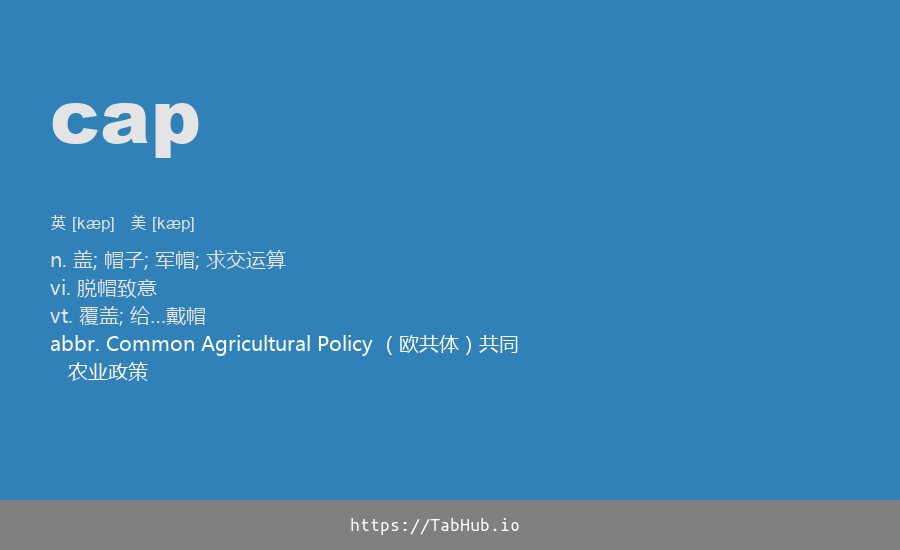 cap
英 [kæp] 美 [kæp]
n. 盖; 帽子; 军帽; 求交运算
vi. 脱帽致意
vt. 覆盖; 给...戴帽
abbr. Common Agricultural Policy （欧共体）共同
农业政策
https://TabHub.io